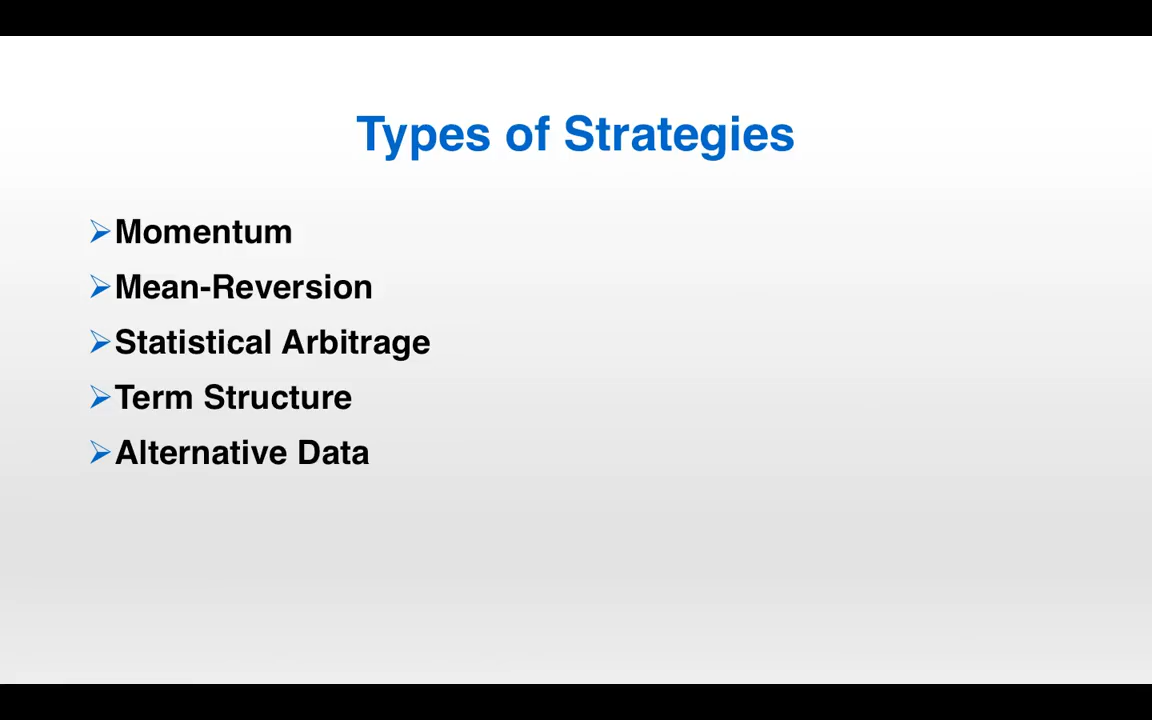 Types of Strategies
➢Momentum
➢Mean-Reversion
➢Statistical Arbitrage
➢Term Structure
➢Alternative Data